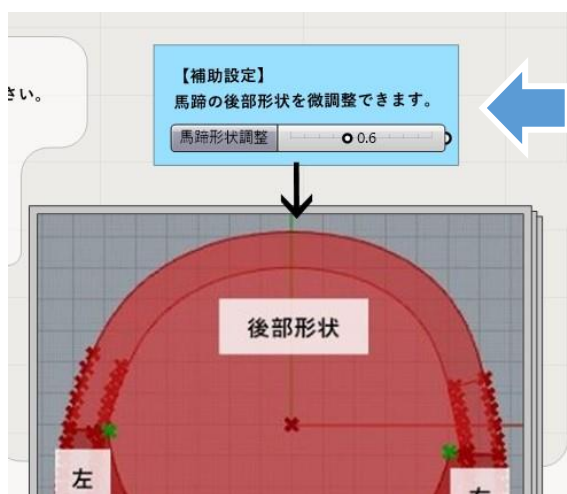 【補助設定】
さい。
馬蹄の後部形状を微調整できます。
馬蹄形状調整 0.6
後部形状
左